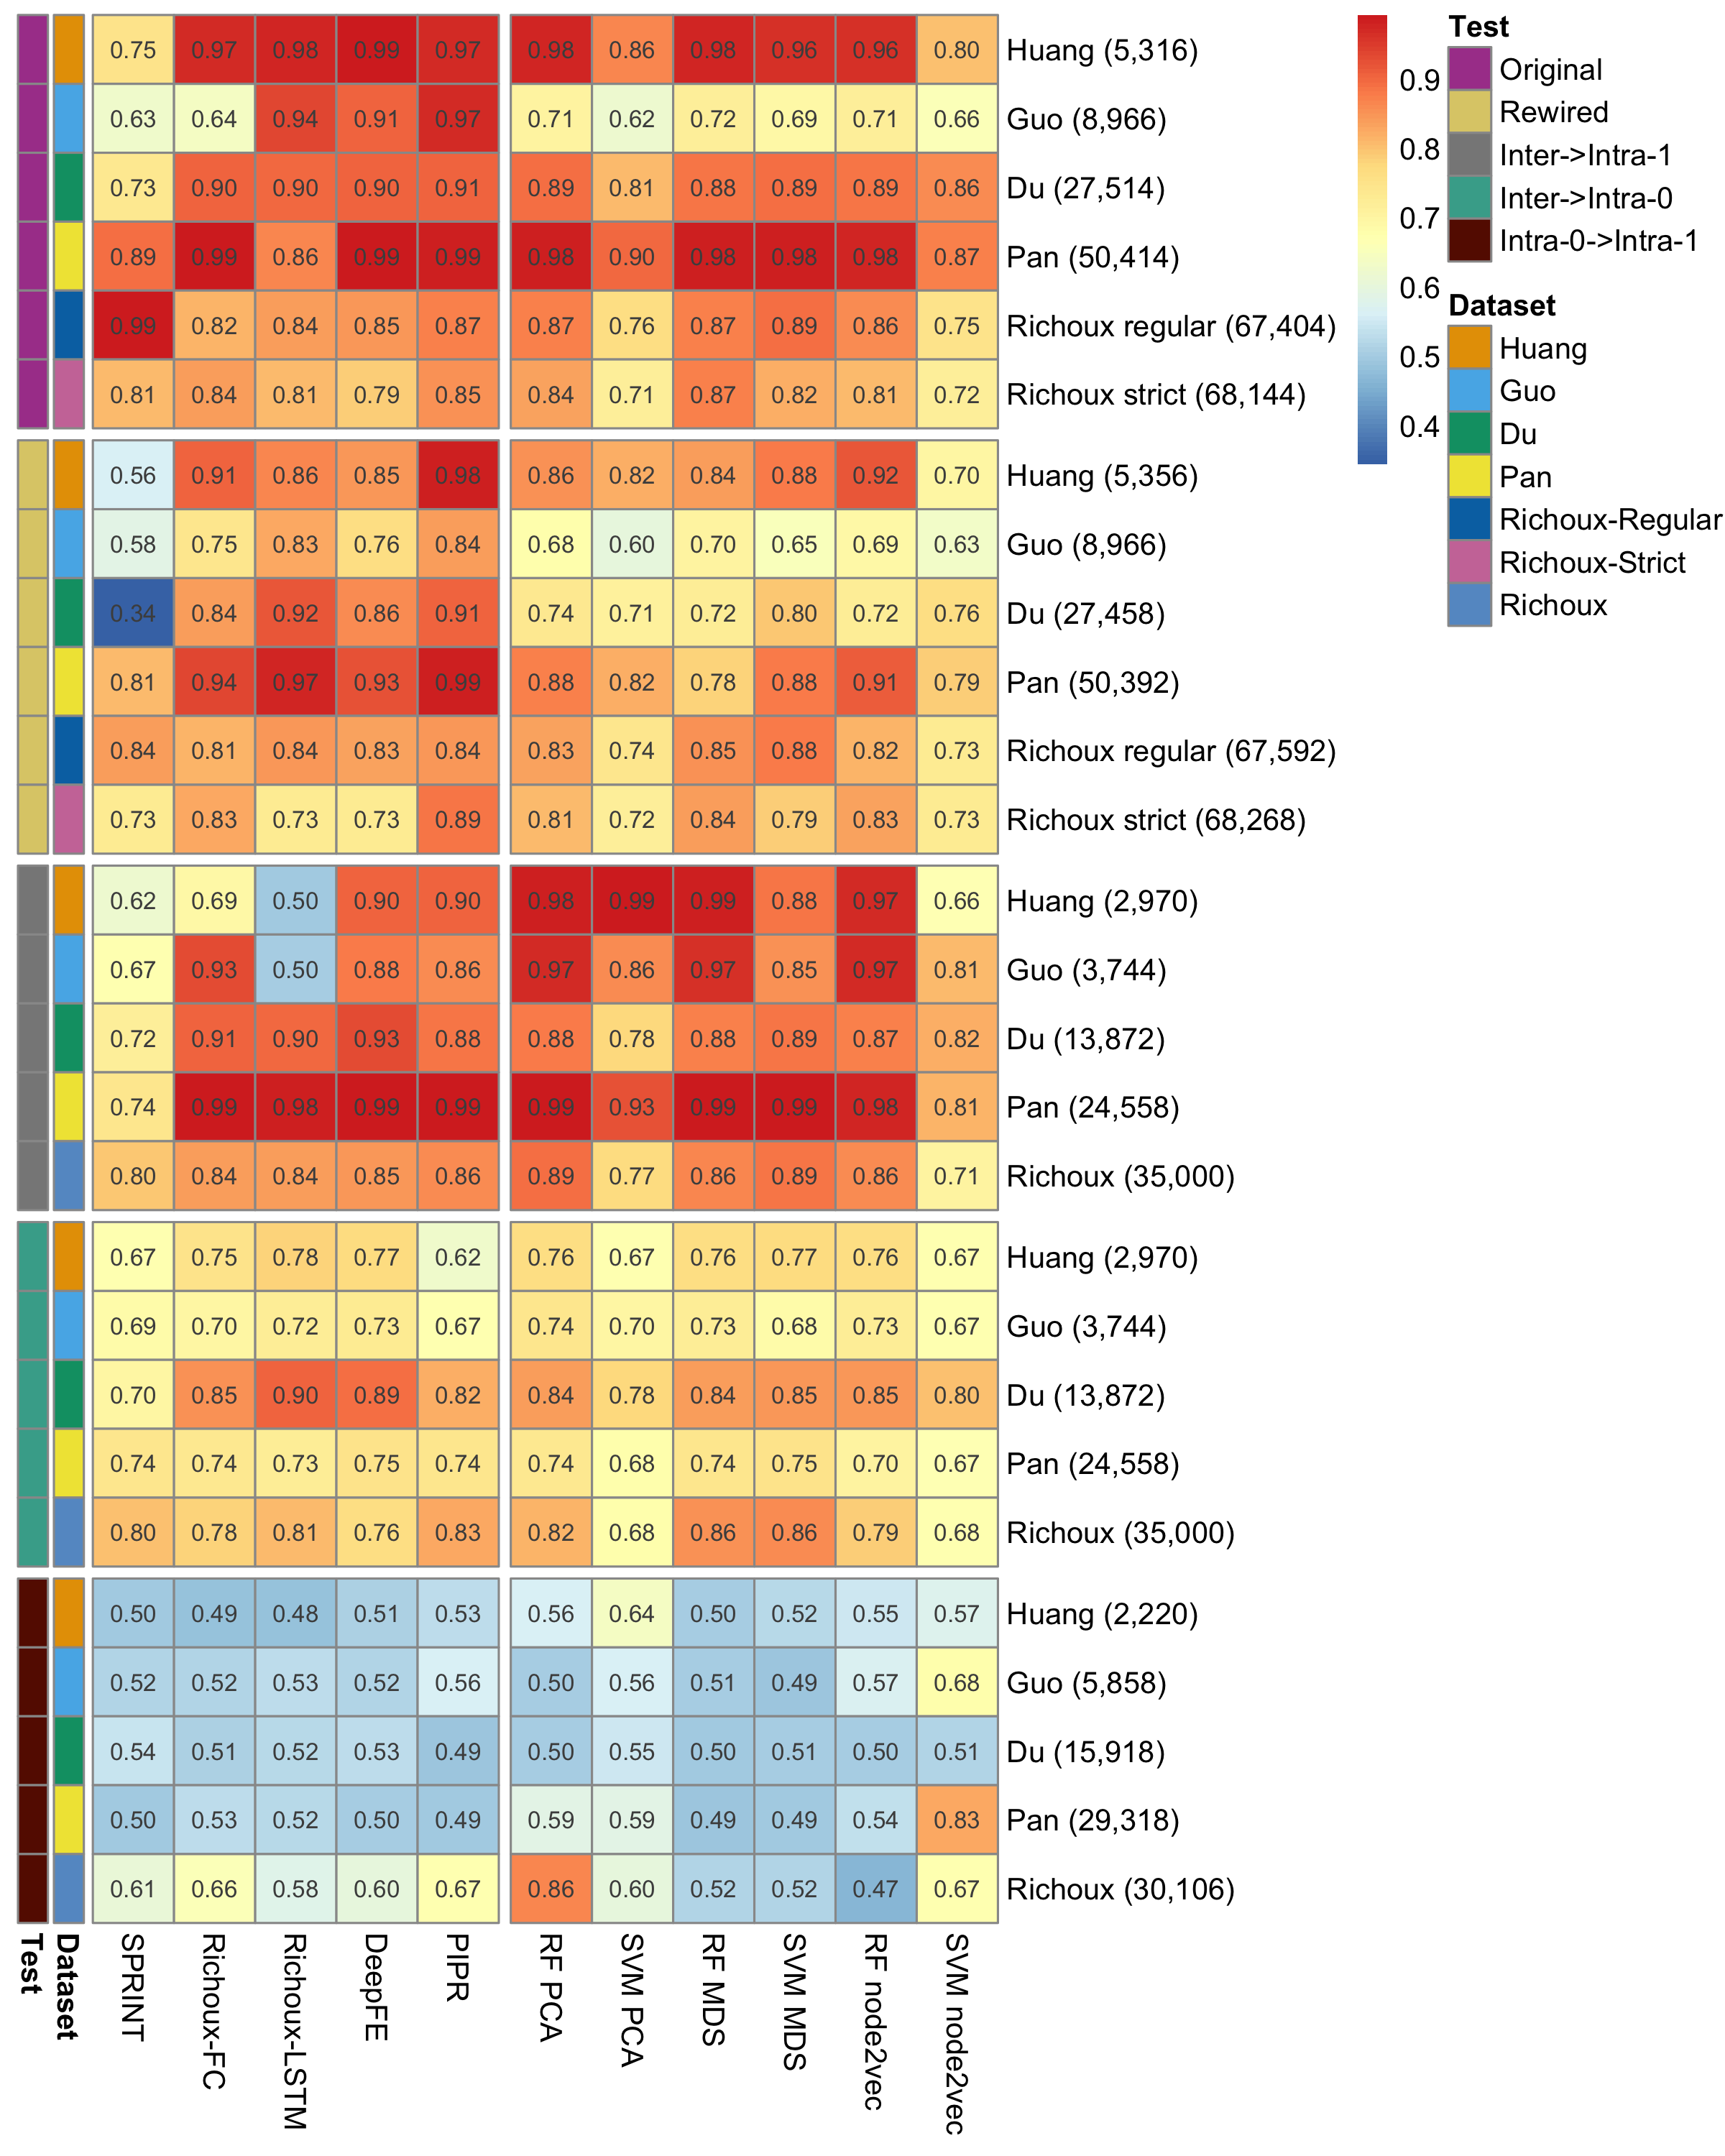 0.75 0.97 0.98 0.99 0.97 0.98 0.86 0.98 0.96 0.96 0.80 Huang (5,316)
0.63 0.64 0.94 0.91 0.97 0.71 0.62 0.72 0.69 0.71 0.66 Guo (8,966)
0.73 0.90 0.90 0.90 0.91 0.89 0.81 0.88 0.89 0.89 0.86 Du (27,514)
0.89 0.99 0.86 0.99 0.99 0.98 0.90 0.98 0.98 0.98 0.87 Pan (50,414)
0.99 0.82 0.84 0.85 0.87 0.87 0.76 0.87 0.89 0.86 0.75 Richoux regular (67,404)
0.81 0.84 0.81 0.79 0.85 0.84 0.71 0.87 0.82 0.81 0.72 Richoux strict (68,144)
0.56 0.91 0.86 0.85 0.98 0.86 0.82 0.84 0.88 0.92 0.70 Huang (5,356)
0.58 0.75 0.83 0.76 0.84 0.68 0.60 0.70 0.65 0.69 0.63 Guo (8,966)
0.34 0.84 0.92 0.86 0.91 0.74 0.71 0.72 0.80 0.72 0.76 Du (27,458)
0.81 0.94 0.97 0.93 0.99 0.88 0.82 0.78 0.88 0.91 0.79 Pan (50,392)
0.84 0.81 0.84 0.83 0.84 0.83 0.74 0.85 0.88 0.82 0.73 Richoux regular (67,592)
0.73 0.83 0.73 0.73 0.89 0.81 0.72 0.84 0.79 0.83 0.73 Richoux strict (68,268)
0.62 0.69 0.50 0.90 0.90 0.98 0.99 0.99 0.88 0.97 0.66 Huang (2,970)
0.67 0.93 0.50 0.88 0.86 0.97 0.86 0.97 0.85 0.97 0.81 Guo (3,744)
0.72 0.91 0.90 0.93 0.88 0.88 0.78 0.88 0.89 0.87 0.82 Du (13,872)
0.74 0.99 0.98 0.99 0.99 0.99 0.93 0.99 0.99 0.98 0.81 Pan (24,558)
0.80 0.84 0.84 0.85 0.86 0.89 0.77 0.86 0.89 0.86 0.71 Richoux (35,000)
0.67 0.75 0.78 0.77 0.62 0.76 0.67 0.76 0.77 0.76 0.67 Huang (2,970)
0.69 0.70 0.72 0.73 0.67 0.74 0.70 0.73 0.68 0.73 0.67 Guo (3,744)
0.70 0.85 0.90 0.89 0.82 0.84 0.78 0.84 0.85 0.85 0.80 Du (13,872)
0.74 0.74 0.73 0.75 0.74 0.74 0.68 0.74 0.75 0.70 0.67 Pan (24,558)
0.80 0.78 0.81 0.76 0.83 0.82 0.68 0.86 0.86 0.79 0.68 Richoux (35,000)
0.50 0.49 0.48 0.51 0.53 0.56 0.64 0.50 0.52 0.55 0.57 Huang (2,220)
0.52 0.52 0.53 0.52 0.56 0.50 0.56 0.51 0.49 0.57 0.68 Guo (5,858)
0.54 0.51 0.52 0.53 0.49 0.50 0.55 0.50 0.51 0.50 0.51 Du (15,918)
0.50 0.53 0.52 0.50 0.49 0.59 0.59 0.49 0.49 0.54 0.83 Pan (29,318)
0.61 0.66 0.58 0.60 0.67 0.86 0.60 0.52 0.52 0.47 0.67 Richoux (30,106)
Test
Dataset
SPRINT
Richoux-FC
Richoux-LSTM
DeepFE
PIPR
RF PCA
SVM PCA
RF MDS
SVM MDS
RF node2vec
SVM node2vec
0.9
0.8
0.7
0.6
0.5
0.4
Test
Original
Rewired
Inter->Intra-1
Inter->Intra-0
Intra-0->Intra-1
Dataset
Huang
Guo
Du
Pan
Richoux-Regular
Richoux-Strict
Richoux